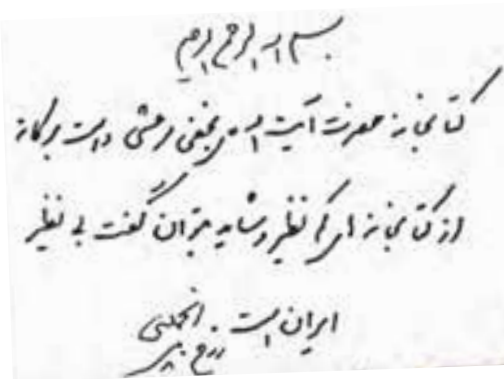 بسم الله الرحمن الرحیم
کتابخانه حضرت آیت الله نجفی مرعشی دامت برکاته
از کتابخانه‌های کم نظیر و شاید بتوان گفت بی نظیر
ایران است